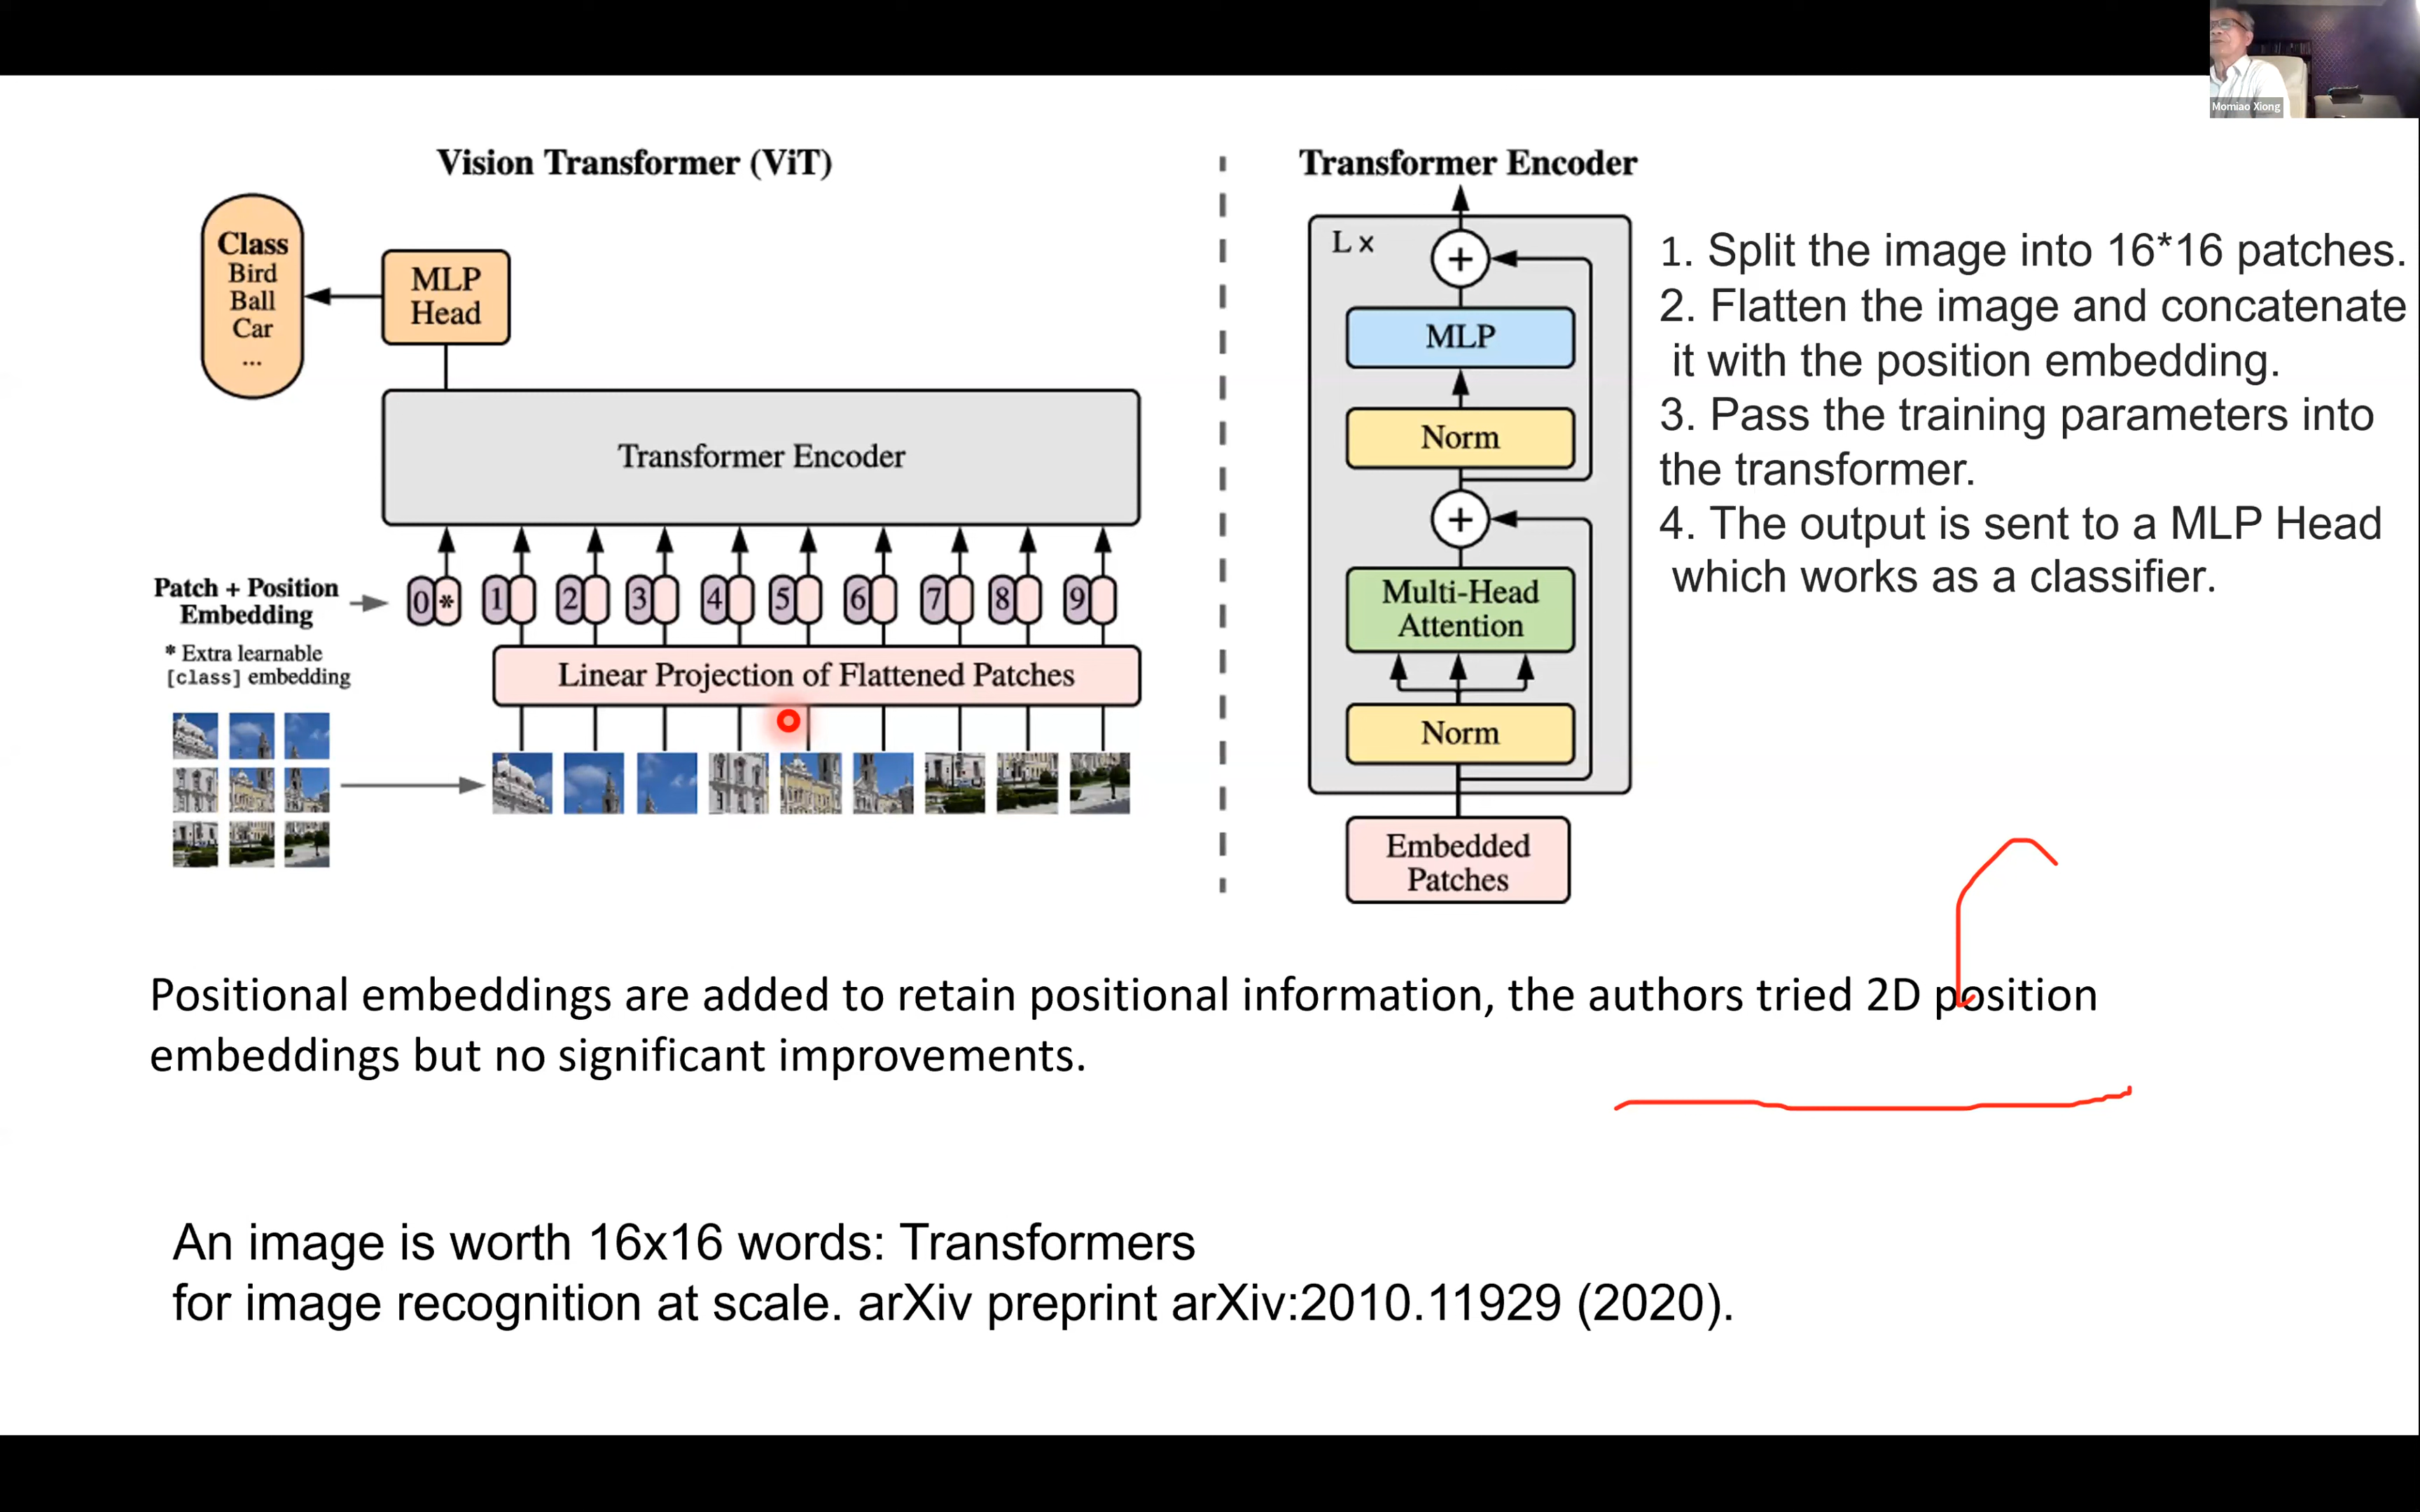 Momiao Xiong
Vision Transformer (ViT)
Class
Bird
Ball
Car
...
MLP
Head
Transformer Encoder
Patch + Position
Embedding
* Extra learnable
[class] embedding
0 * 1 2 3 4 5 6 7 8 9
Linear Projection of Flattened Patches
Transformer Encoder
L x
+
MLP
Norm
+
Multi-Head
Attention
Norm
Embedded
Patches
1. Split the image into 16*16 patches.
2. Flatten the image and concatenate
it with the position embedding.
3. Pass the training parameters into
the transformer.
4. The output is sent to a MLP Head
which works as a classifier.
Positional embeddings are added to retain positional information, the authors tried 2D position
embeddings but no significant improvements.
An image is worth 16x16 words: Transformers
for image recognition at scale. arXiv preprint arXiv:2010.11929 (2020).